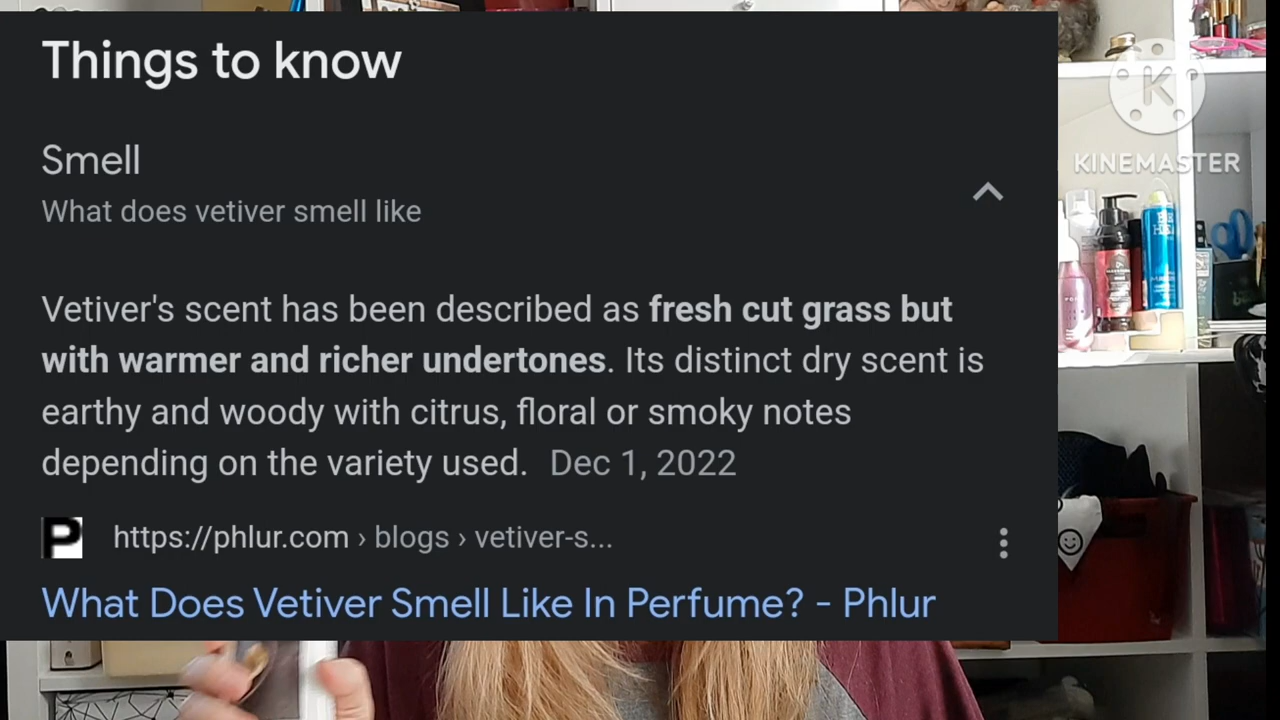 Things to know
Smell
What does vetiver smell like
Vetiver's scent has been described as fresh cut grass but
with warmer and richer undertones. Its distinct dry scent is
earthy and woody with citrus, floral or smoky notes
depending on the variety used. Dec 1, 2022
P
https://phlur.com › blogs › vetiver-s...
What Does Vetiver Smell Like In Perfume? - Phlur
K
KINEMASTER